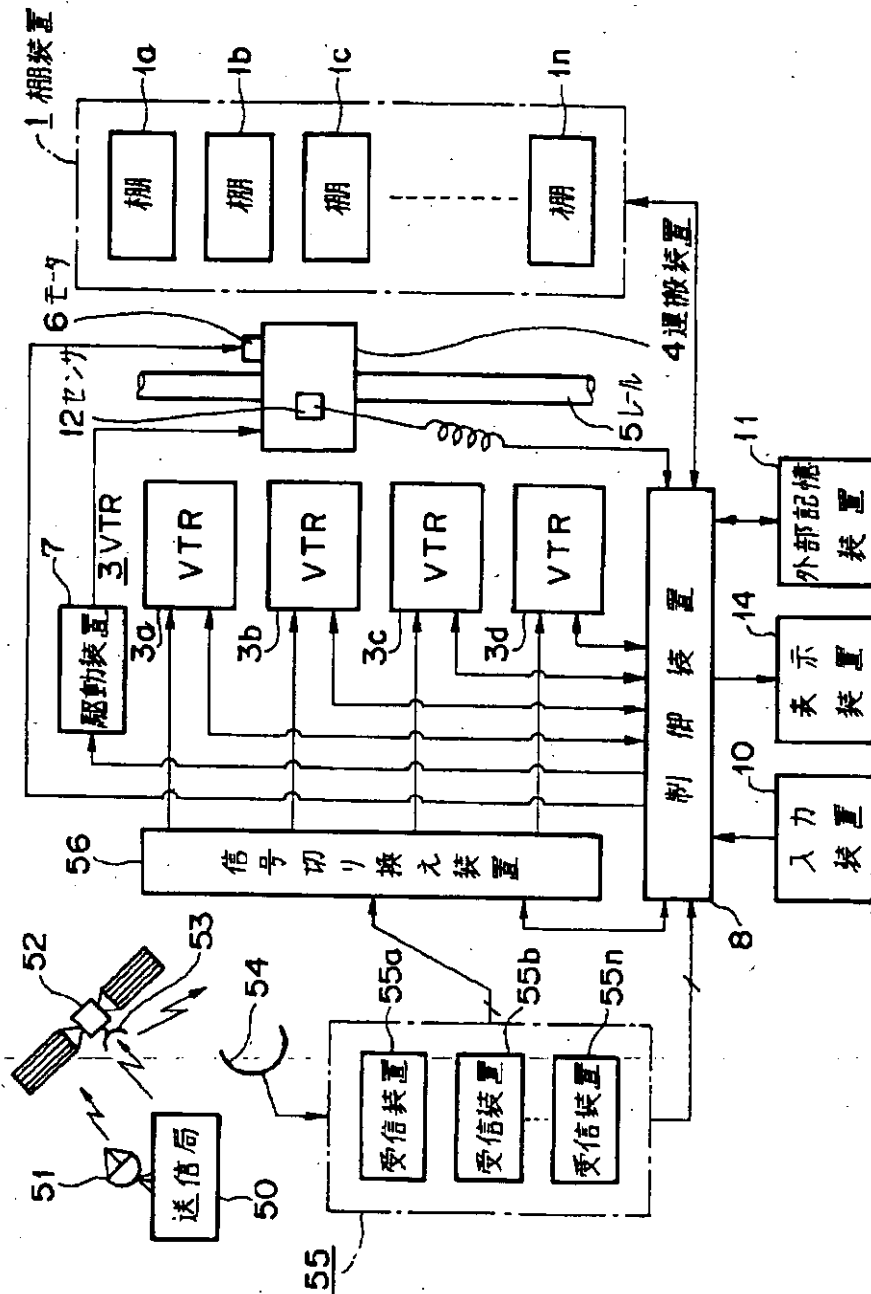 1 棚装置
棚
1a
棚
1b
棚
1c
棚
1n
6 モータ
12 センサ
4 運搬装置
5 レール
7
駆動装置
3 VTR
VTR
3a
VTR
3b
VTR
3c
VTR
3d
56
信号切り換え装置
52
53
54
51
送信局
50
受信装置
55a
受信装置
55b
受信装置
55n
55
制御装置
8
入力
装置
10
表示
装置
14
外部記憶
装置
11